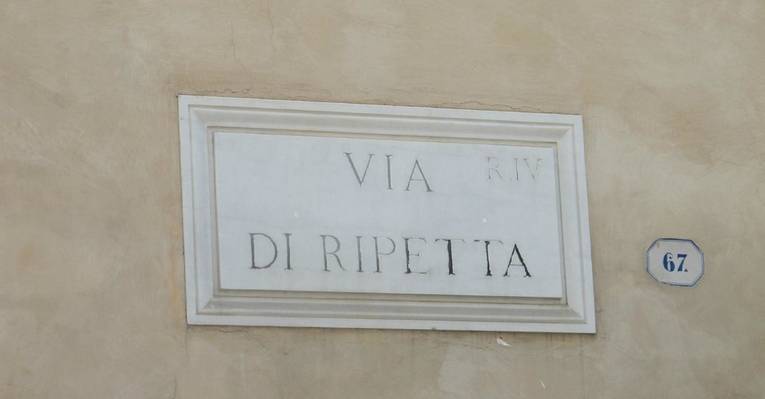 VIA R.IV
DI RIPETTA
67.